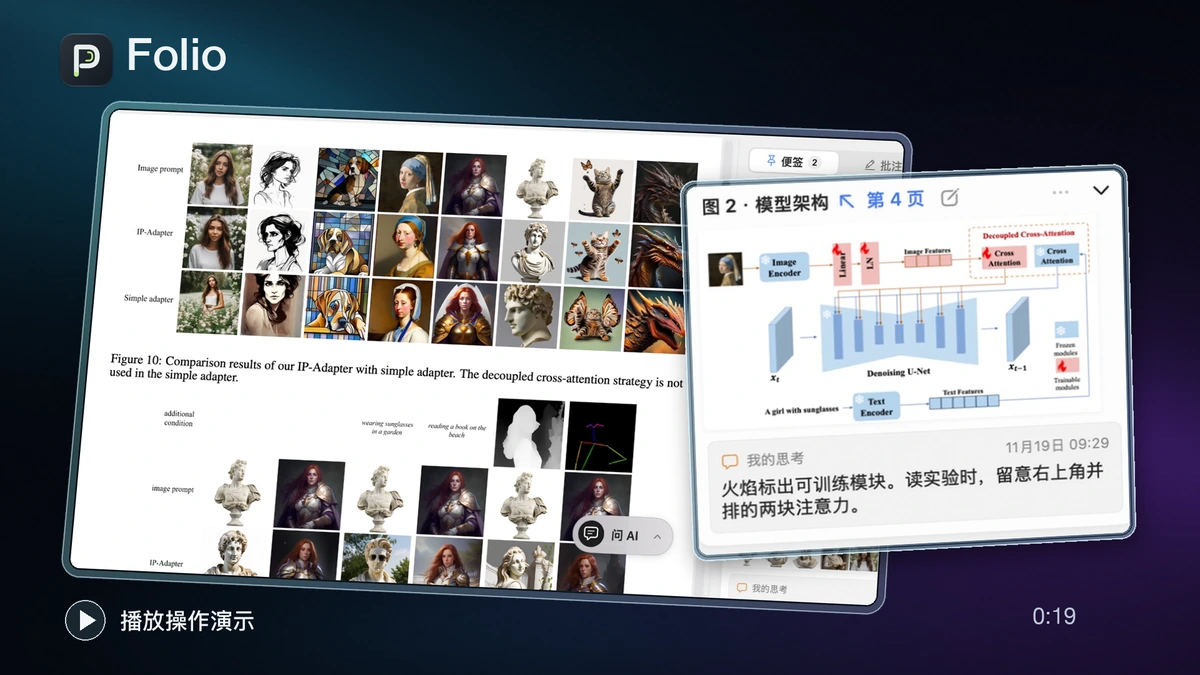 Folio
Image prompt
IP-Adapter
Simple adapter
Figure 10: Comparison results of our IP-Adapter with simple adapter. The decoupled cross-attention strategy is not
used in the simple adapter.
additional
condition
wearing sunglasses
in a garden
reading a book on the
beach
image prompt
IP-Adapter
问 AI
便签 2
批注
图 2 · 模型架构
第 4 页
Decoupled Cross-Attention
Image
Encoder
Linear
LN
Image Features
Cross
Attention
Cross
Attention
xt
Denoising U-Net
xt−1
Frozen
modules
Trainable
modules
A girl with sunglasses
Text
Encoder
Text Features
我的思考
11月19日 09:29
火焰标出可训练模块。读实验时，留意右上角并
排的两块注意力。
我的思考
播放操作演示
0:19